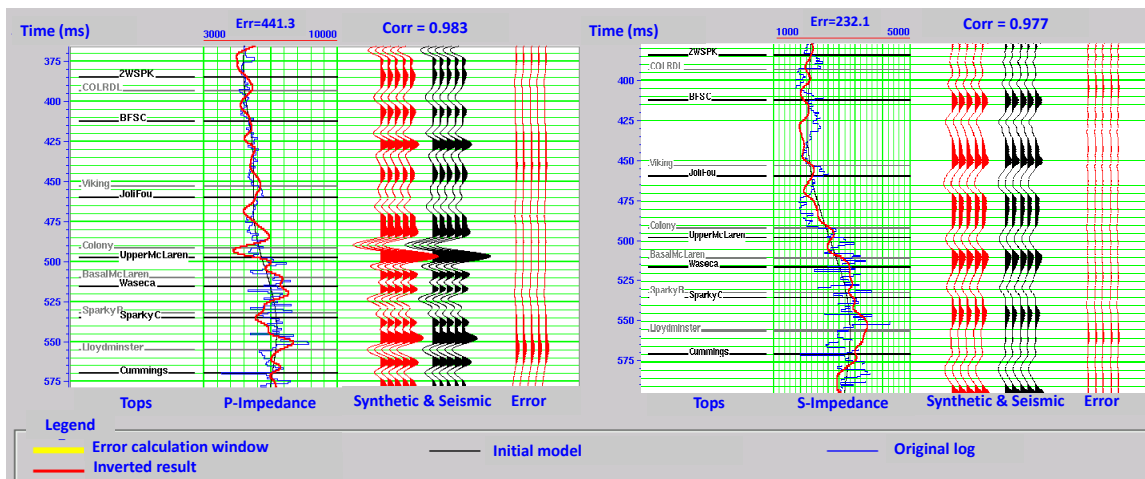 Err=441.3
Time (ms)
3000 10000
Corr = 0.983
375
2WSPK
COLRDL
400
BFSC
425
450
Viking
JoliFou
475
Colony
UpperMcLaren
500
BasalMcLaren
Waseca
525
SparkyB
SparkyC
550
Lloydminster
Cummings
575
Tops
P-Impedance
Synthetic & Seismic
Error
Err=232.1
Time (ms)
1000 5000
Corr = 0.977
2WSPK
COLRDL
400
BFSC
425
450
Viking
JoliFou
475
Colony
UpperMcLaren
500
BasalMcLaren
Waseca
525
SparkyB
SparkyC
550
Lloydminster
Cummings
575
Tops
S-Impedance
Synthetic & Seismic
Error
Legend
Error calculation window
Inverted result
Initial model
Original log